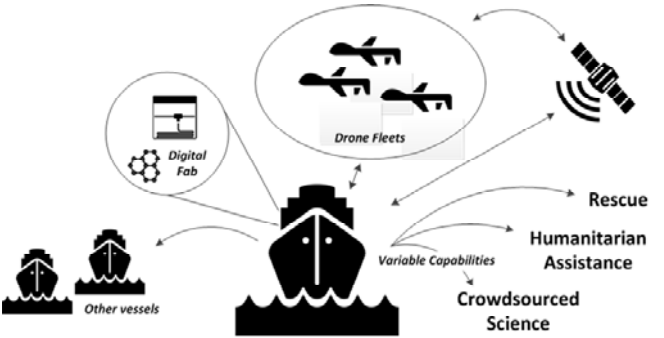 Drone Fleets
Digital
Fab
Rescue
Humanitarian
Assistance
Variable Capabilities
Crowdsourced
Science
Other vessels